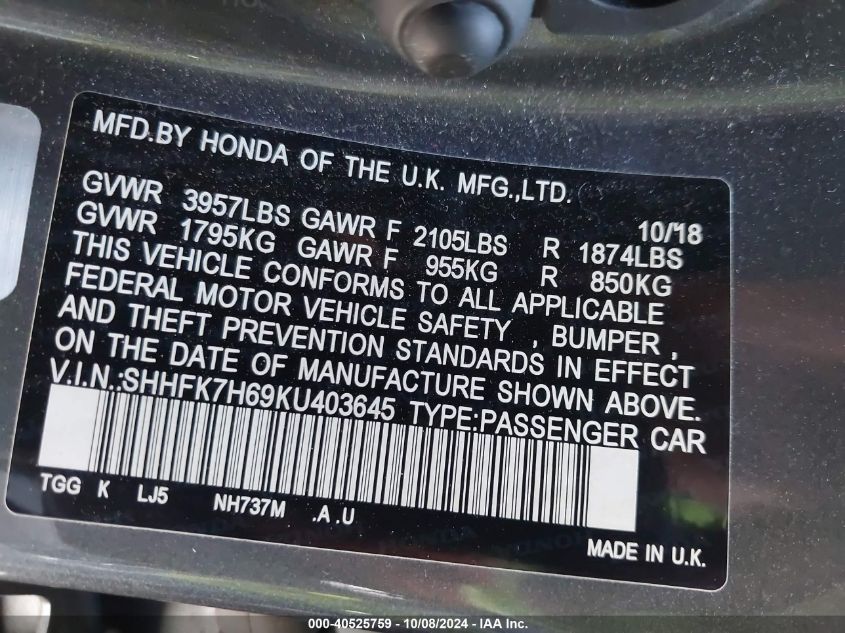 MFD.BY HONDA OF THE U.K. MFG.,LTD.
10/18
GVWR 3957LBS GAWR F 2105LBS R 1874LBS
GVWR 1795KG GAWR F 955KG R 850KG
THIS VEHICLE CONFORMS TO ALL APPLICABLE
FEDERAL MOTOR VEHICLE SAFETY , BUMPER ,
AND THEFT PREVENTION STANDARDS IN EFFECT
ON THE DATE OF MANUFACTURE SHOWN ABOVE.
V.I.N.:SHHFK7H69KU403645 TYPE:PASSENGER CAR
TGG K LJ5 NH737M .A .U
MADE IN U.K.
000-40525759 - 10/08/2024 - IAAI.com